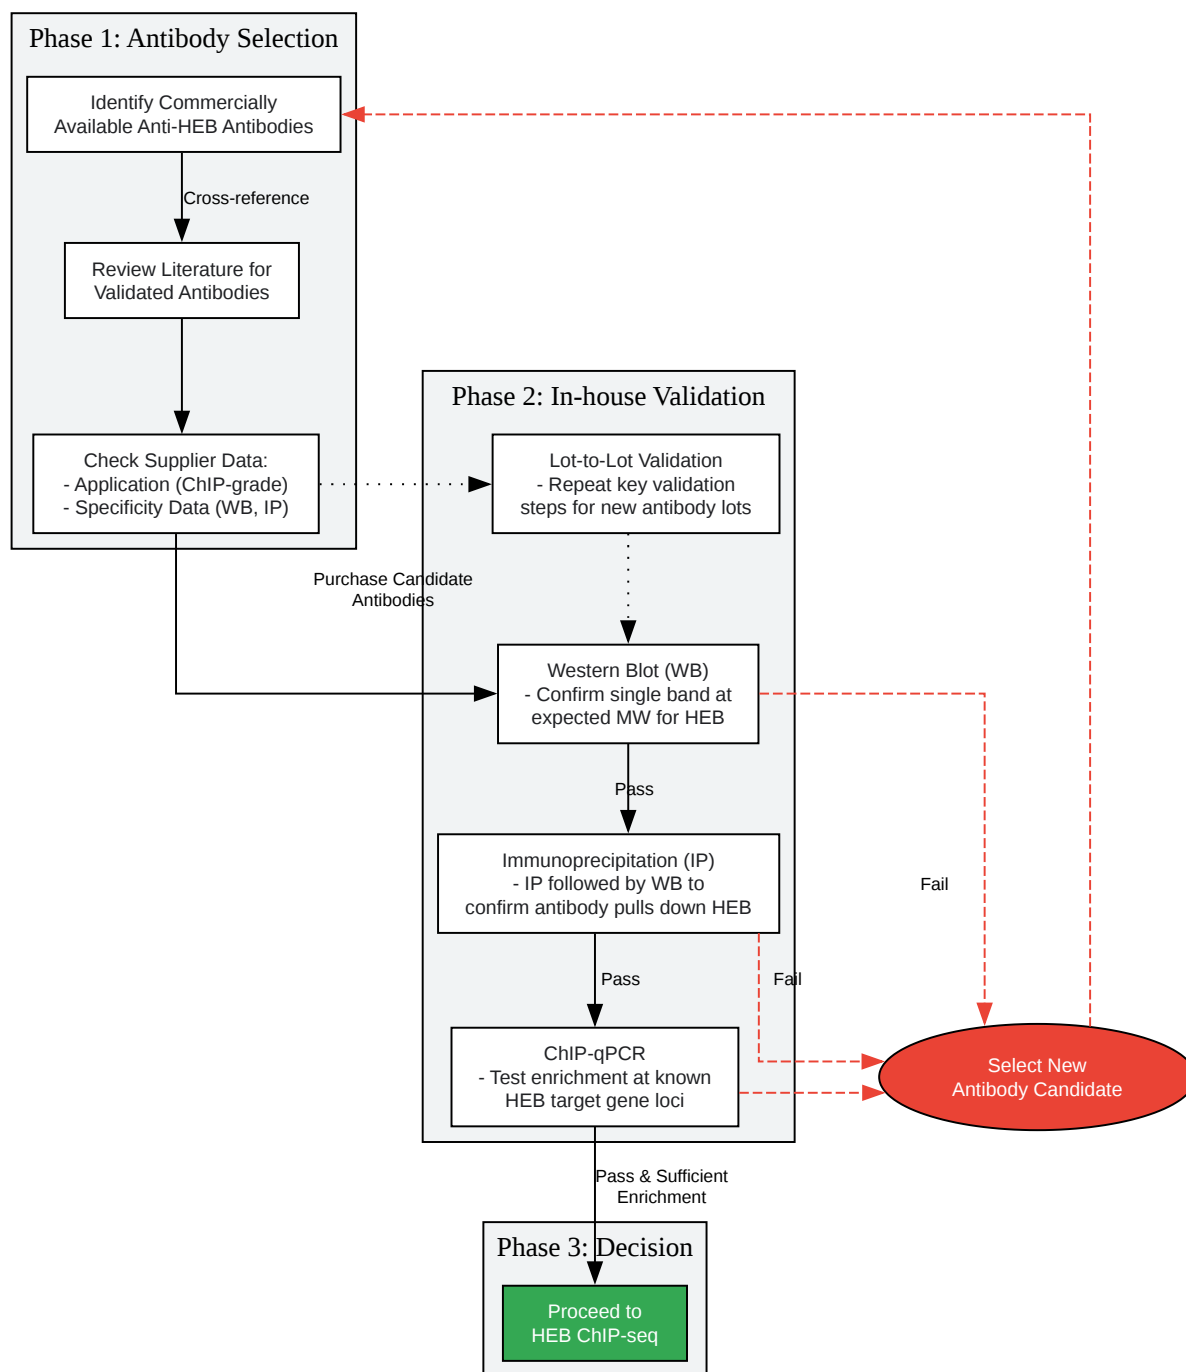 Phase 1: Antibody Selection
Identify Commercially
Available Anti-HEB Antibodies
Cross-reference
Review Literature for
Validated Antibodies
Check Supplier Data:
- Application (ChIP-grade)
- Specificity Data (WB, IP)
Purchase Candidate
Antibodies
Phase 2: In-house Validation
Lot-to-Lot Validation
- Repeat key validation
steps for new antibody lots
Western Blot (WB)
- Confirm single band at
expected MW for HEB
Pass
Immunoprecipitation (IP)
- IP followed by WB to
confirm antibody pulls down HEB
Fail
Pass
Fail
ChIP-qPCR
- Test enrichment at known
HEB target gene loci
Select New
Antibody Candidate
Pass & Sufficient
Enrichment
Phase 3: Decision
Proceed to
HEB ChIP-seq